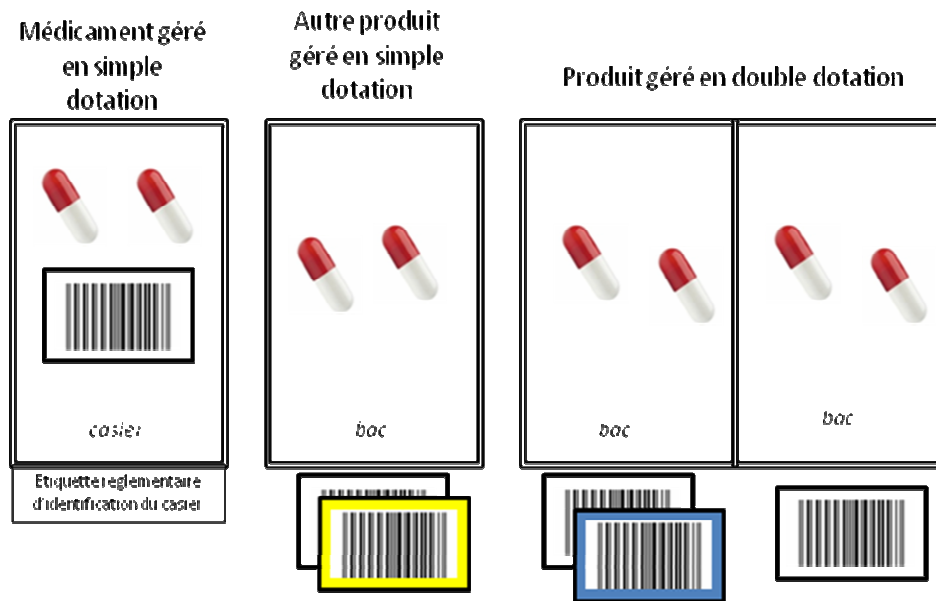 Médicament géré
en simple
dotation
Autre produit
géré en simple
dotation
Produit géré en double dotation
casier
bac
bac
bac
Etiquette reglementaire
d'identification du casier